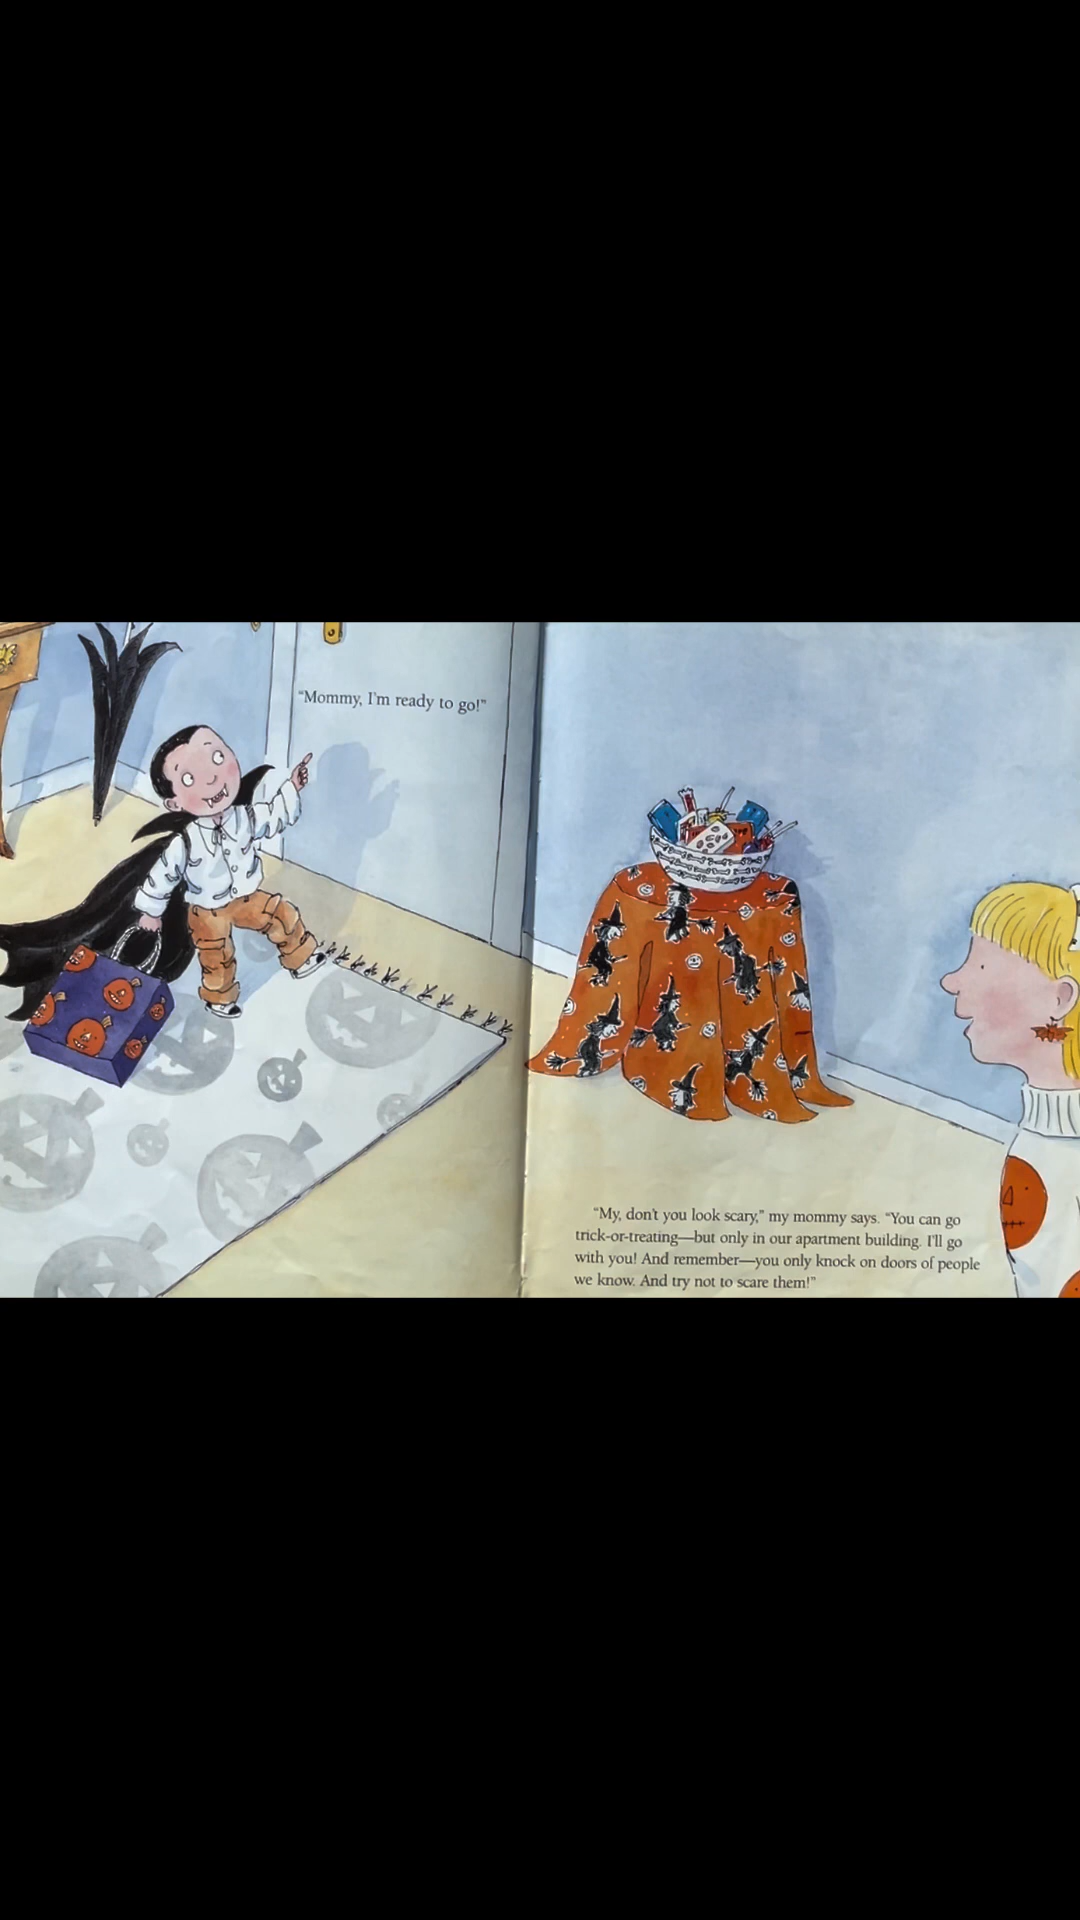 “Mommy, I'm ready to go!”
“My, don't you look scary,” my mommy says. “You can go
trick-or-treating—but only in our apartment building. I'll go
with you! And remember—you only knock on doors of people
we know. And try not to scare them!”